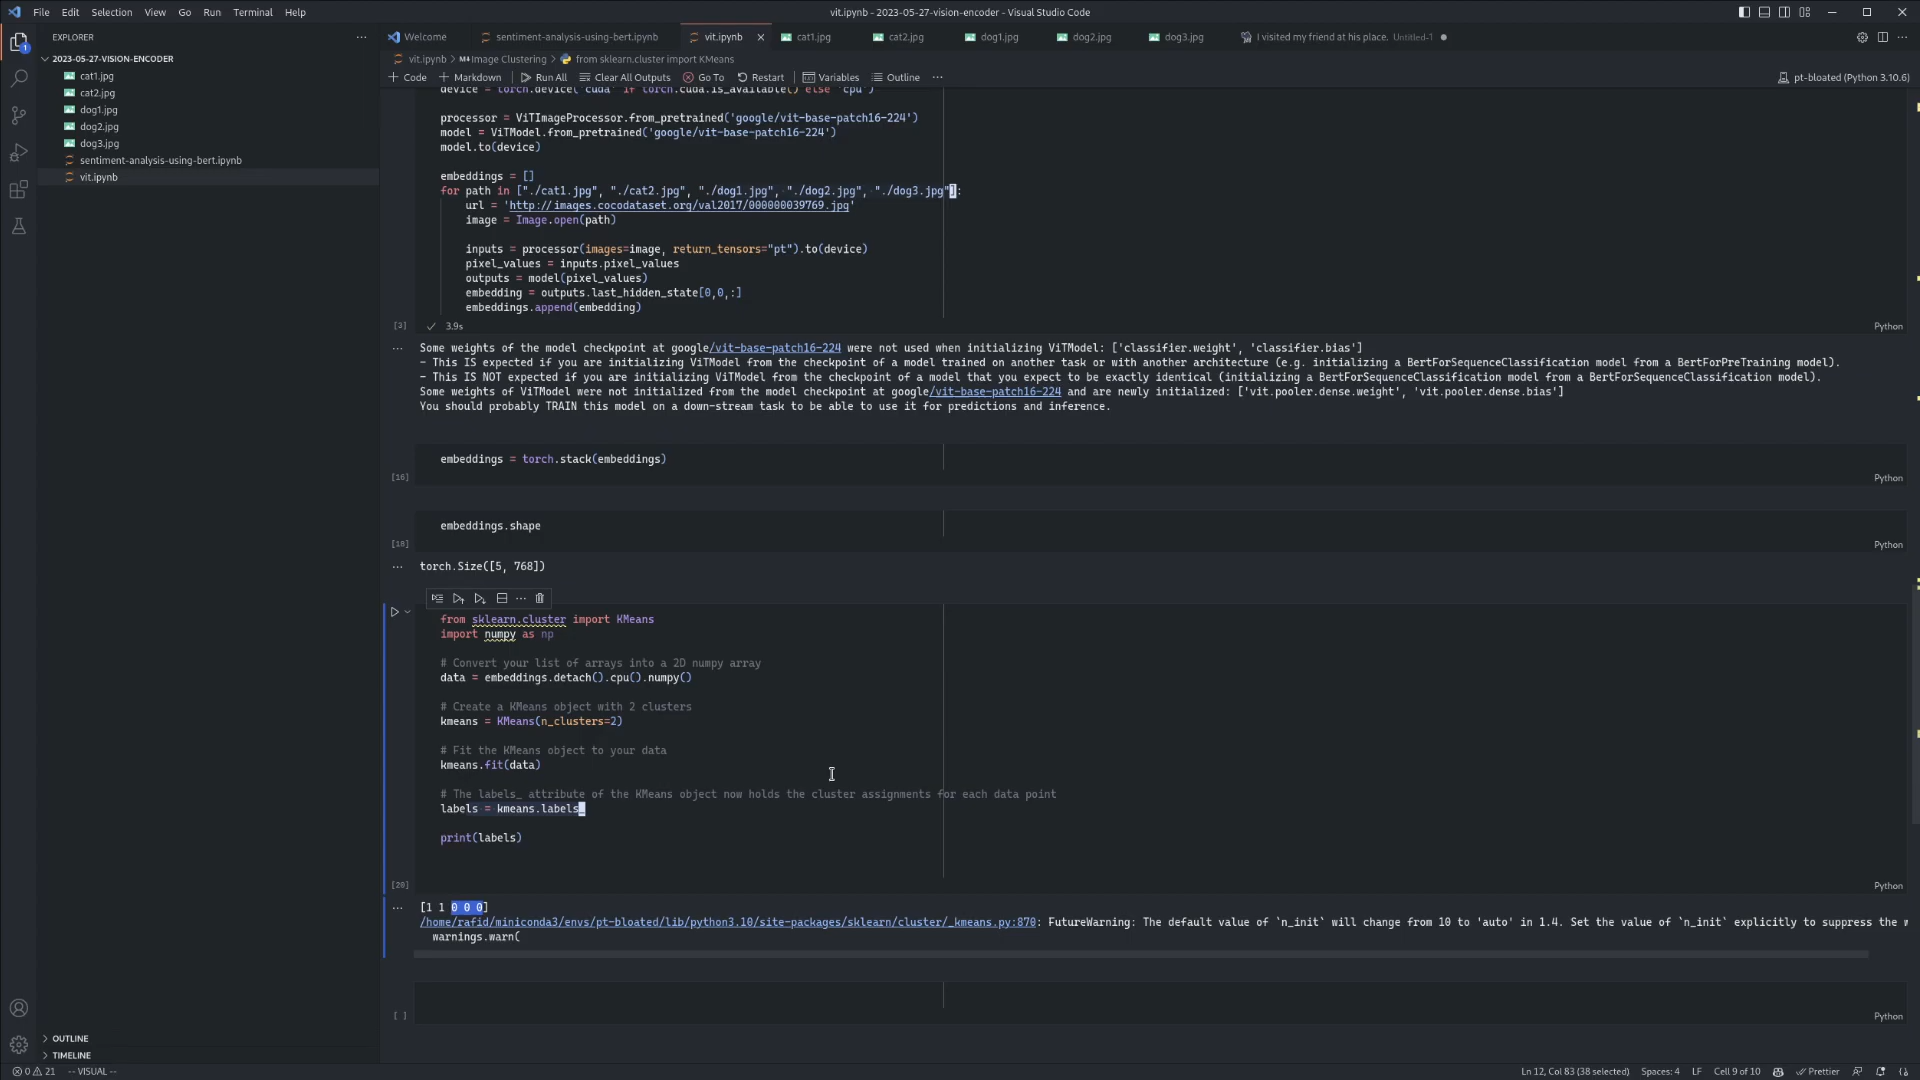 File Edit Selection View Go Run Terminal Help
vit.ipynb - 2023-05-27-vision-encoder - Visual Studio Code
EXPLORER
2023-05-27-VISION-ENCODER
cat1.jpg
cat2.jpg
dog1.jpg
dog2.jpg
dog3.jpg
sentiment-analysis-using-bert.ipynb
vit.ipynb
OUTLINE
TIMELINE
1
Welcome sentiment-analysis-using-bert.ipynb vit.ipynb cat1.jpg cat2.jpg dog1.jpg dog2.jpg dog3.jpg I visited my friend at his place. Untitled-1
vit.ipynb > Image Clustering > from sklearn.cluster import KMeans
+ Code + Markdown Run All Clear All Outputs Go To Restart Variables Outline ... pt-bloated (Python 3.10.6)
device = torch.device('cuda' if torch.cuda.is_available() else 'cpu')
processor = ViTImageProcessor.from_pretrained('google/vit-base-patch16-224')
model = ViTModel.from_pretrained('google/vit-base-patch16-224')
model.to(device)
embeddings = []
for path in ["./cat1.jpg", "./cat2.jpg", "./dog1.jpg", "./dog2.jpg", "./dog3.jpg"]:
url = 'http://images.cocodataset.org/val2017/000000039769.jpg'
image = Image.open(path)
inputs = processor(images=image, return_tensors="pt").to(device)
pixel_values = inputs.pixel_values
outputs = model(pixel_values)
embedding = outputs.last_hidden_state[0,0,:]
embeddings.append(embedding)
[3] 3.9s Python
Some weights of the model checkpoint at google/vit-base-patch16-224 were not used when initializing ViTModel: ['classifier.weight', 'classifier.bias']
- This IS expected if you are initializing ViTModel from the checkpoint of a model trained on another task or with another architecture (e.g. initializing a BertForSequenceClassification model from a BertForPreTraining model).
- This IS NOT expected if you are initializing ViTModel from the checkpoint of a model that you expect to be exactly identical (initializing a BertForSequenceClassification model from a BertForSequenceClassification model).
Some weights of ViTModel were not initialized from the model checkpoint at google/vit-base-patch16-224 and are newly initialized: ['vit.pooler.dense.weight', 'vit.pooler.dense.bias']
You should probably TRAIN this model on a down-stream task to be able to use it for predictions and inference.
embeddings = torch.stack(embeddings)
[16] Python
embeddings.shape
[18] Python
torch.Size([5, 768])
from sklearn.cluster import KMeans
import numpy as np
# Convert your list of arrays into a 2D numpy array
data = embeddings.detach().cpu().numpy()
# Create a KMeans object with 2 clusters
kmeans = KMeans(n_clusters=2)
# Fit the KMeans object to your data
kmeans.fit(data)
# The labels_ attribute of the KMeans object now holds the cluster assignments for each data point
labels = kmeans.labels_
print(labels)
[20] Python
[1 1 0 0 0]
/home/rafid/miniconda3/envs/pt-bloated/lib/python3.10/site-packages/sklearn/cluster/_kmeans.py:870: FutureWarning: The default value of `n_init` will change from 10 to 'auto' in 1.4. Set the value of `n_init` explicitly to suppress the w
warnings.warn(
[ ] Python
0 21 -- VISUAL -- Ln 12, Col 83 (38 selected) Spaces: 4 LF Cell 9 of 10 Prettier